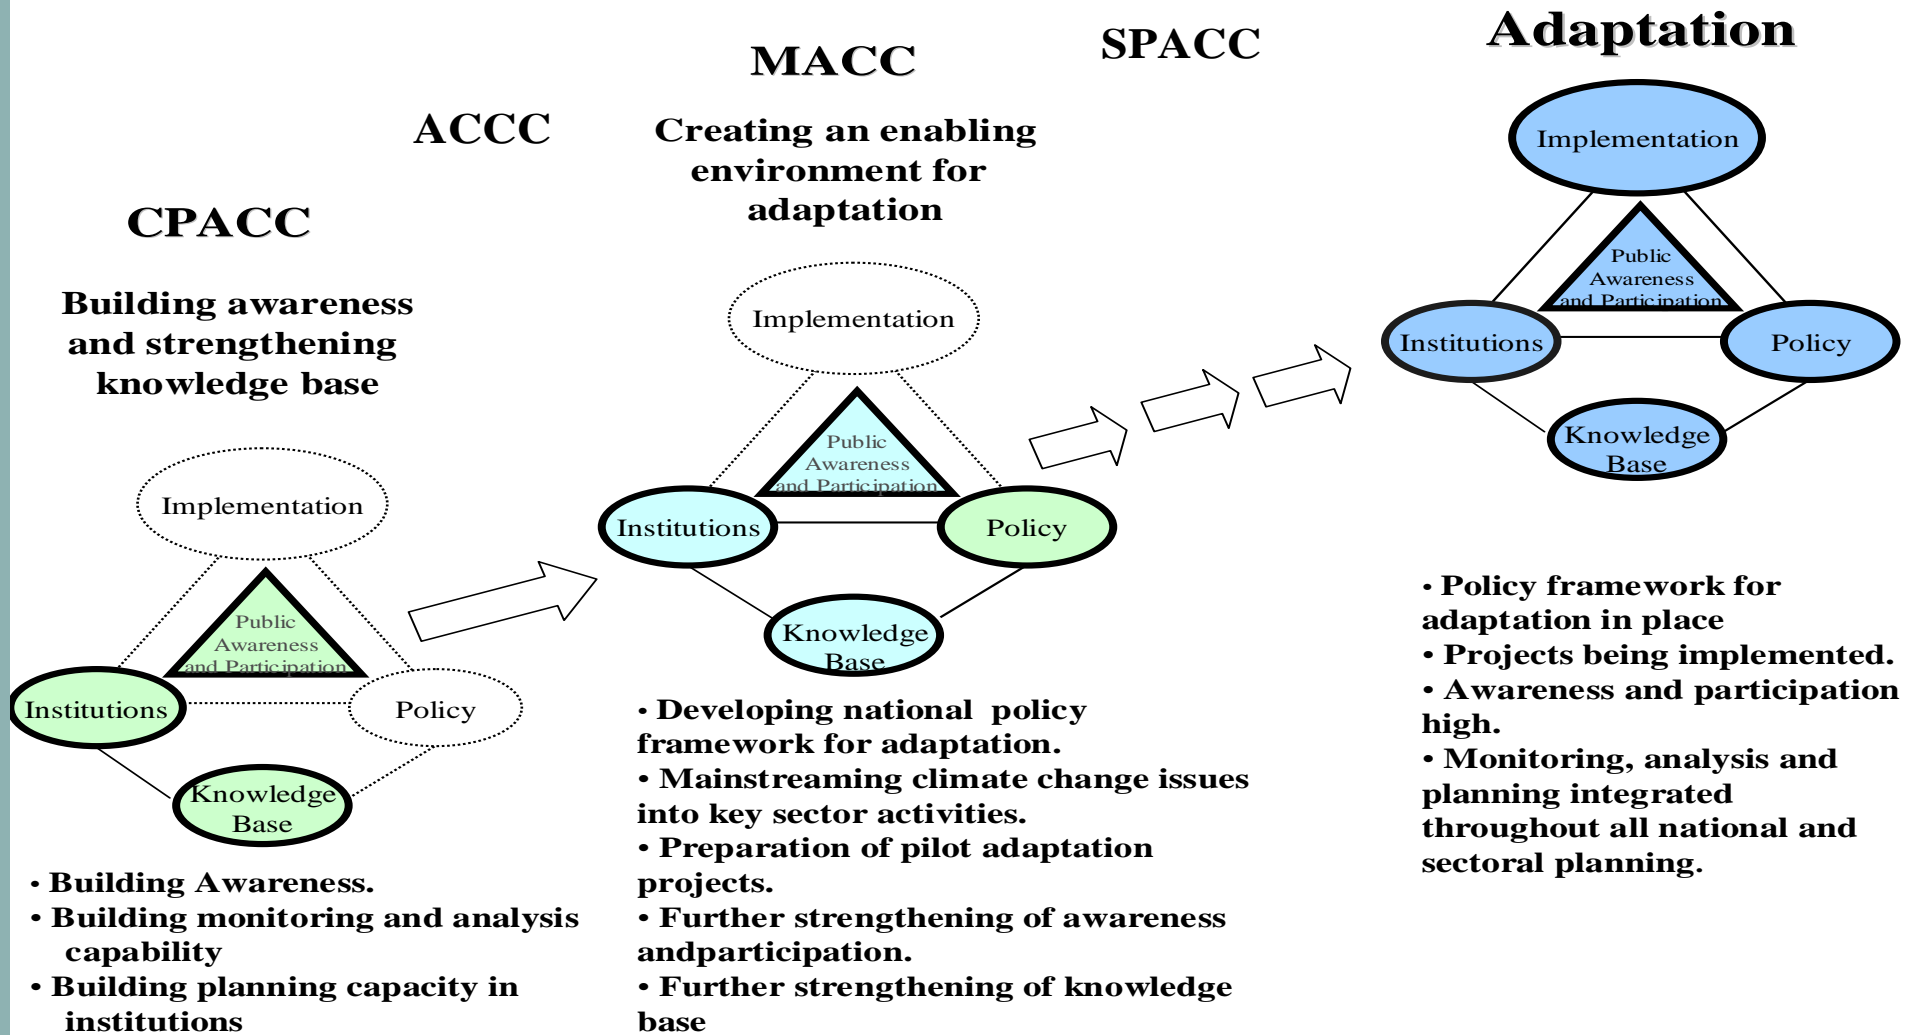 CPACC
Building awareness
and strengthening
knowledge base
Implementation
Public
Awareness
and Participation
Institutions
Policy
Knowledge
Base
• Building Awareness.
• Building monitoring and analysis
capability
• Building planning capacity in
institutions
ACCC
MACC
Creating an enabling
environment for
adaptation
Implementation
Public
Awareness
and Participation
Institutions
Policy
Knowledge
Base
• Developing national policy
framework for adaptation.
• Mainstreaming climate change issues
into key sector activities.
• Preparation of pilot adaptation
projects.
• Further strengthening of awareness
andparticipation.
• Further strengthening of knowledge
base
SPACC
Adaptation
Implementation
Public
Awareness
and Participation
Institutions
Policy
Knowledge
Base
• Policy framework for
adaptation in place
• Projects being implemented.
• Awareness and participation
high.
• Monitoring, analysis and
planning integrated
throughout all national and
sectoral planning.